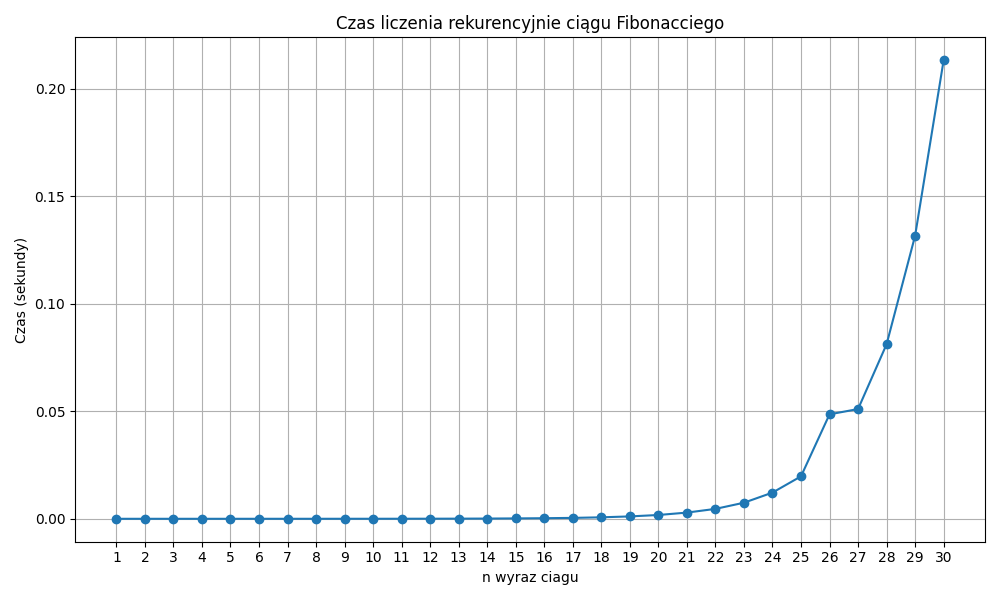 Czas liczenia rekurencyjnie ciągu Fibonacciego
0.20
0.15
0.10
0.05
0.00
Czas (sekundy)
1 2 3 4 5 6 7 8 9 10 11 12 13 14 15 16 17 18 19 20 21 22 23 24 25 26 27 28 29 30
n wyraz ciagu